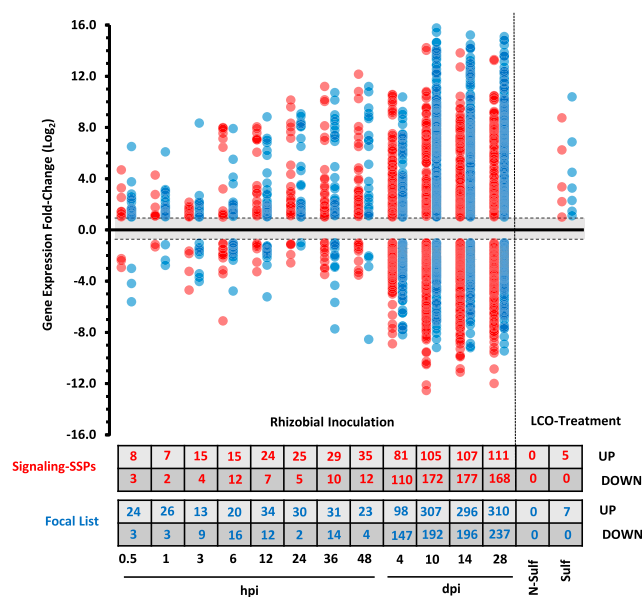 16.0
12.0
8.0
4.0
0.0
-4.0
-8.0
-12.0
-16.0
Gene Expression Fold-Change (Log2)
Rhizobial Inoculation
LCO-Treatment
8 7 15 15 24 25 29 35 81 105 107 111 0 5 UP
Signaling-SSPs
3 2 4 12 7 5 10 12 110 172 177 168 0 0 DOWN
24 26 13 20 34 30 31 23 98 307 296 310 0 7 UP
Focal List
3 3 9 16 12 2 14 4 147 192 196 237 0 0 DOWN
0.5 1 3 6 12 24 36 48 4 10 14 28 N-Sulf Sulf
hpi dpi